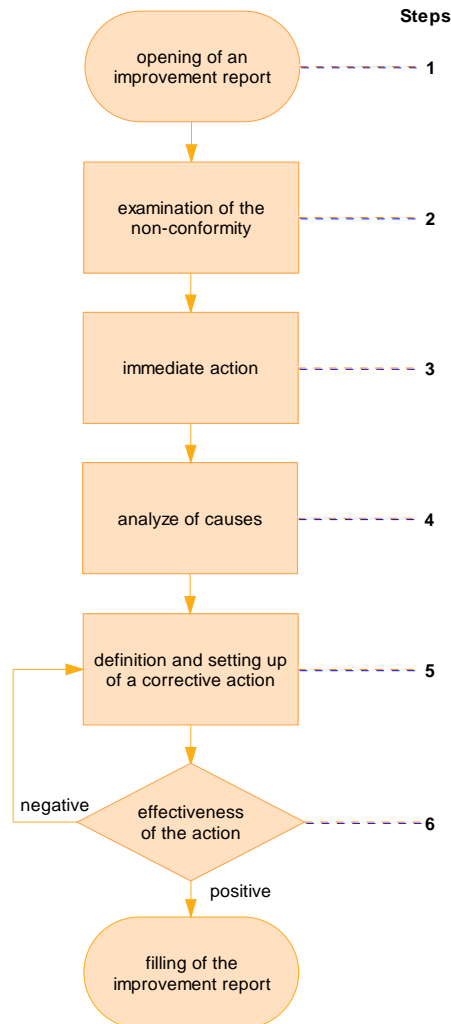 Steps
opening of an
improvement report
1
examination of the
non-conformity
2
immediate action
3
analyze of causes
4
definition and setting up
of a corrective action
5
negative
effectiveness
of the action
6
positive
filling of the
improvement report